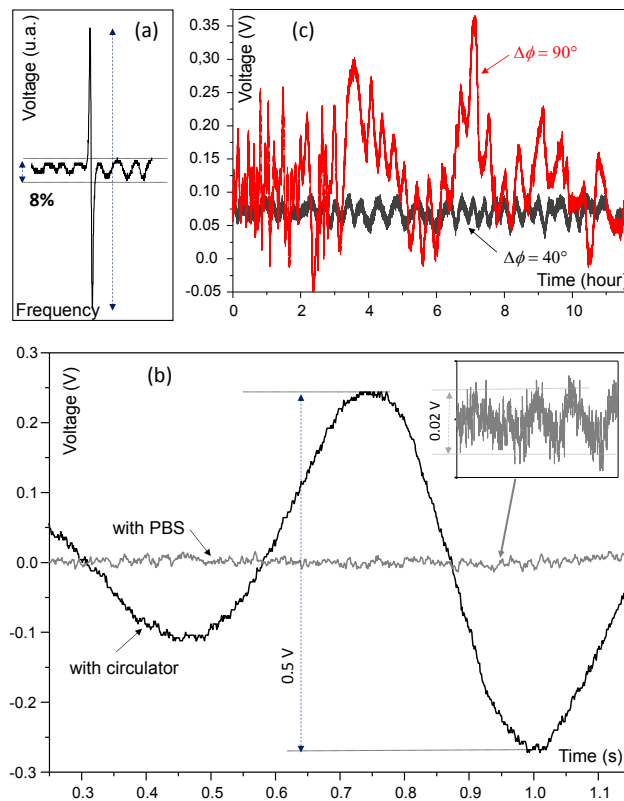 (a)
Voltage (u.a.)
8%
Frequency
(c)
Voltage (V)
0.35
0.30
0.25
0.20
0.15
0.10
0.05
0.0
-0.05
Δϕ = 90°
Δϕ = 40°
Time (hour)
0 2 4 6 8 10
(b)
Voltage (V)
0.3
0.2
0.1
0.0
-0.1
-0.2
-0.3
0.02 V
with PBS
with circulator
0.5 V
Time (s)
0.3 0.4 0.5 0.6 0.7 0.8 0.9 1.0 1.1